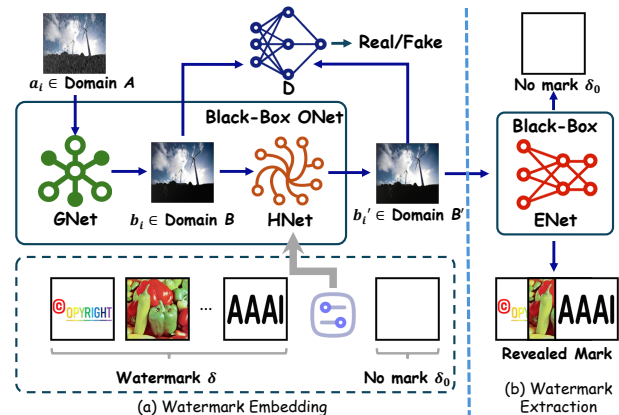 aᵢ ∈ Domain A
D
Real/Fake
No mark δ₀
Black-Box ONet
GNet
bᵢ ∈ Domain B
HNet
bᵢ′ ∈ Domain B′
Black-Box
ENet
© OPYRIGHT
...
AAAI
Watermark δ
No mark δ₀
(a) Watermark Embedding
© OPY
AAAI
Revealed Mark
(b) Watermark
Extraction